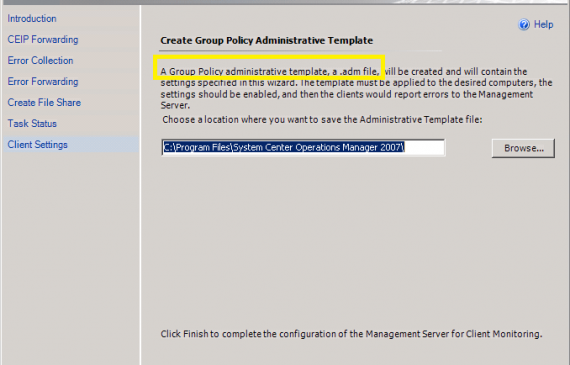 Introduction
CEIP Forwarding
Error Collection
Error Forwarding
Create File Share
Task Status
Client Settings
Help
Create Group Policy Administrative Template
A Group Policy administrative template, a .adm file, will be created and will contain the
settings specified in this wizard. The template must be applied to the desired computers, the
settings should be enabled, and then the clients would report errors to the Management
Server.
Choose a location where you want to save the Administrative Template file:
C:\Program Files\System Center Operations Manager 2007\
Browse...
Click Finish to complete the configuration of the Management Server for Client Monitoring.